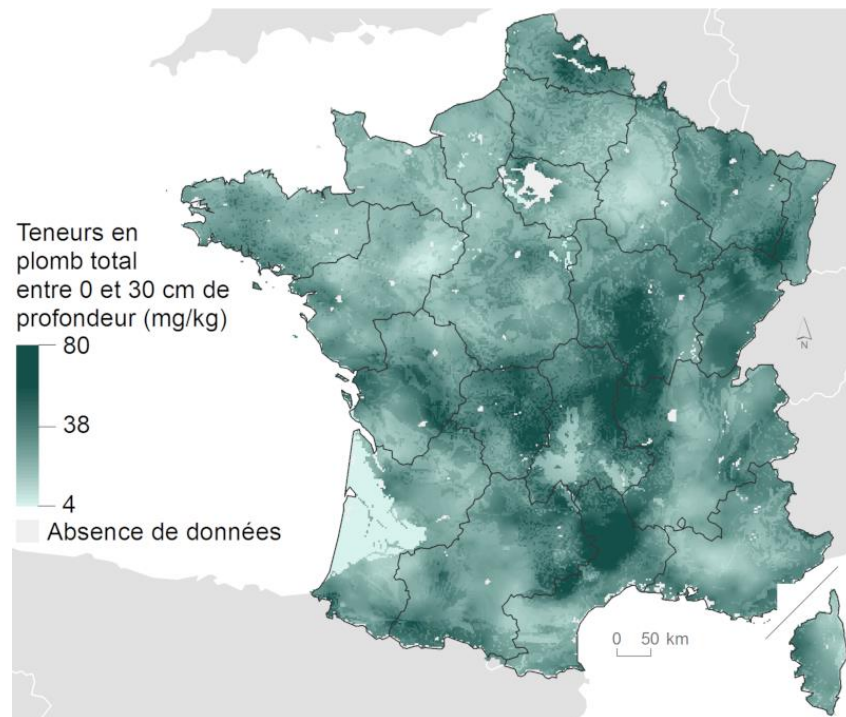 Teneurs en
plomb total
entre 0 et 30 cm de
profondeur (mg/kg)
80
38
4
Absence de données
N
0 50 km